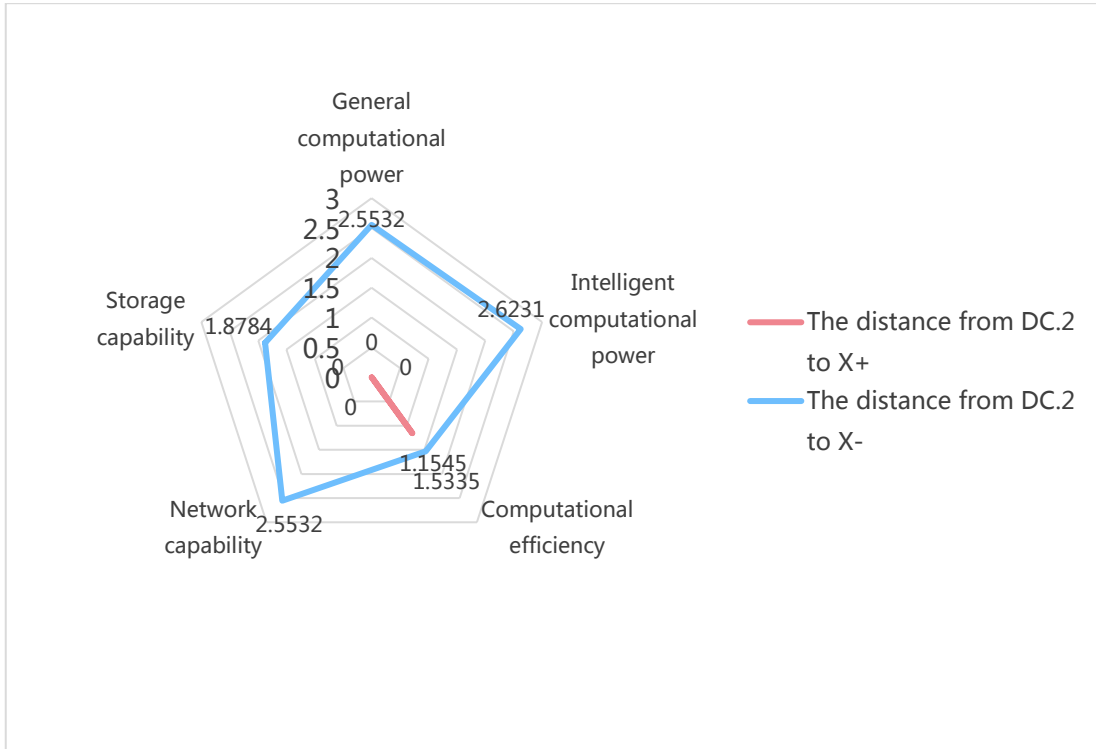 General
computational
power
3
2.5532
2.5
2
1.5
1
0.5
0
0
0
0
0
Intelligent
computational
power
2.6231
Storage
capability
1.8784
1.1545
1.5335
Network
capability
2.5532
Computational
efficiency
The distance from DC.2
to X+
The distance from DC.2
to X-